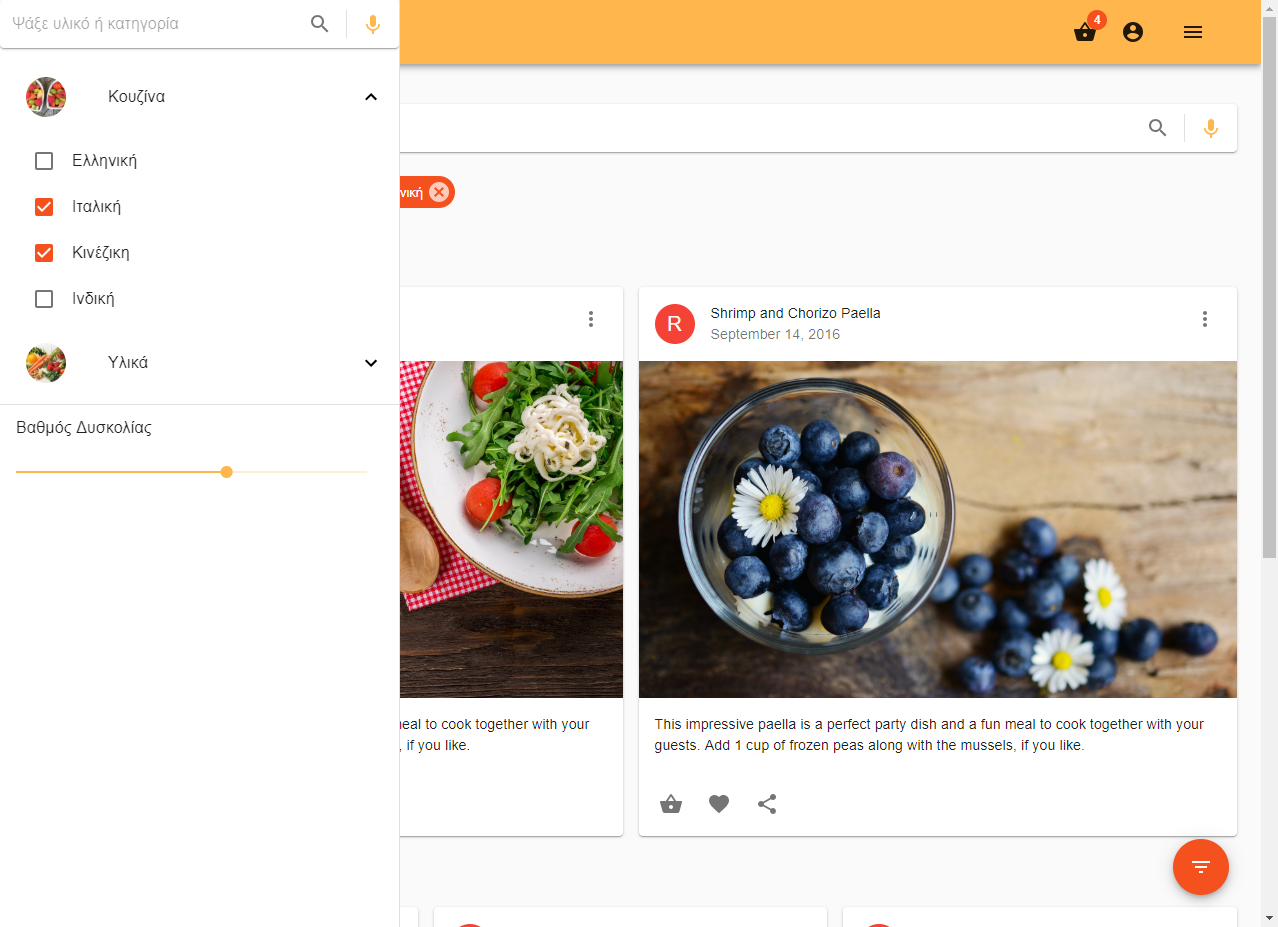 Ψάξε υλικό ή κατηγορία
4
Κουζίνα
Ελληνική
Ιταλική
Κινέζικη
Ινδική
Υλικά
Βαθμός Δυσκολίας
νική
R
Shrimp and Chorizo Paella
September 14, 2016
meal to cook together with your
, if you like.
This impressive paella is a perfect party dish and a fun meal to cook together with your
guests. Add 1 cup of frozen peas along with the mussels, if you like.